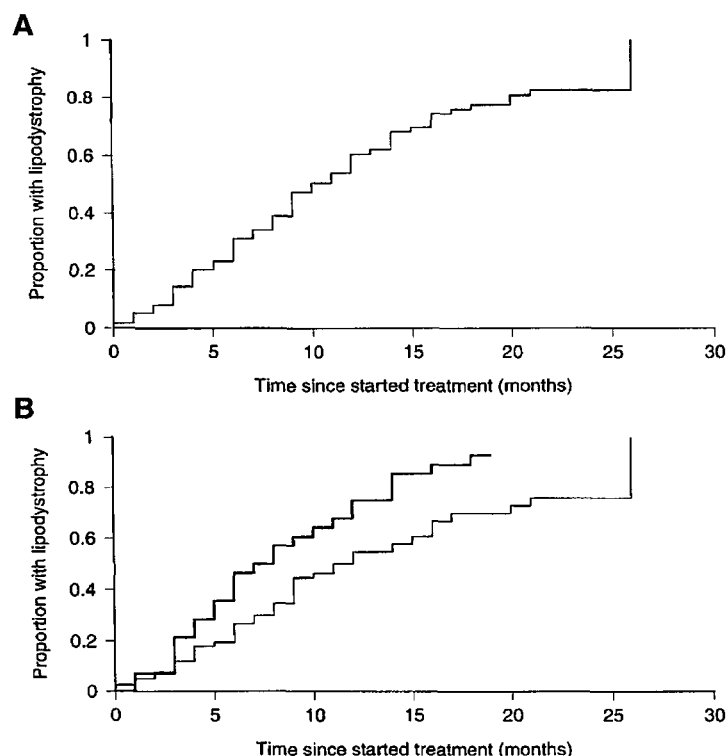 A
Proportion with lipodystrophy
1
0.8
0.6
0.4
0.2
0
0 5 10 15 20 25 30
Time since started treatment (months)
B
Proportion with lipodystrophy
1
0.8
0.6
0.4
0.2
0
0 5 10 15 20 25 30
Time since started treatment (months)